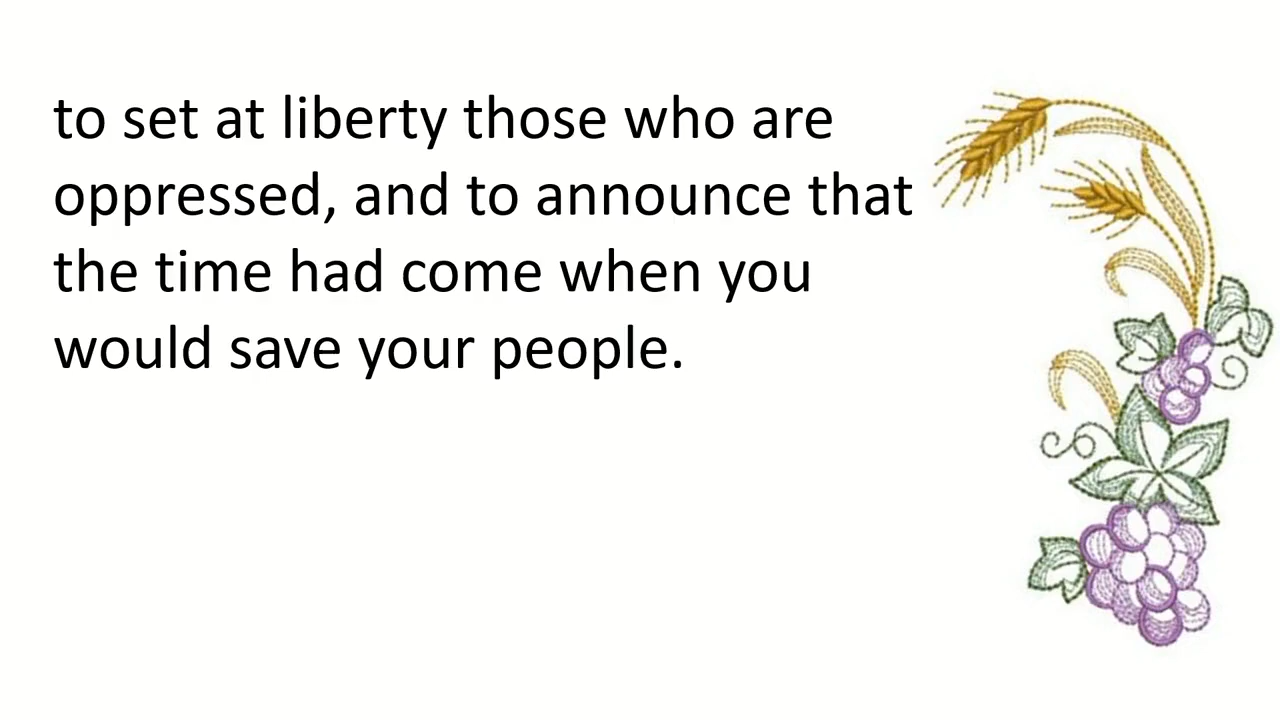 to set at liberty those who are
oppressed, and to announce that
the time had come when you
would save your people.